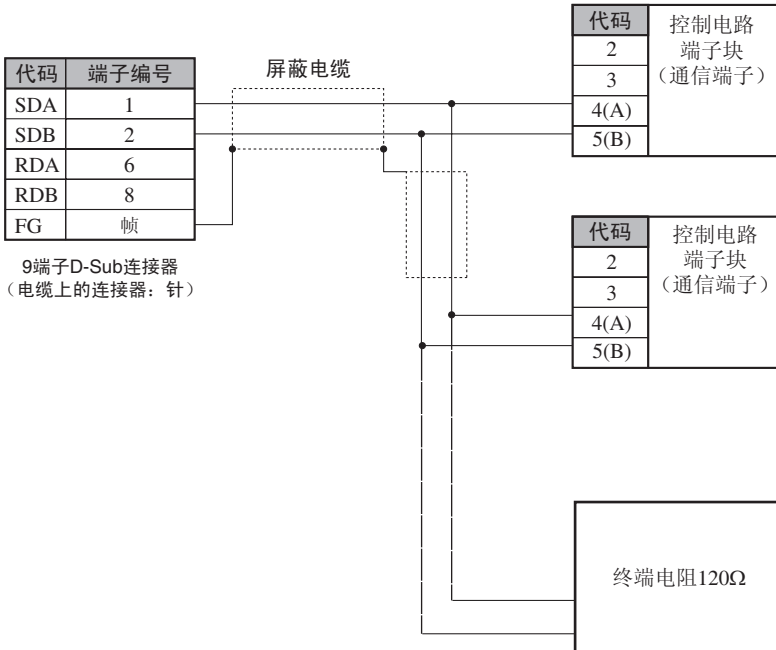 代码 端子编号
SDA 1
SDB 2
RDA 6
RDB 8
FG 帧
9端子D-Sub连接器
（电缆上的连接器：针）
屏蔽电缆
代码
2
3
4(A)
5(B)
控制电路
端子块
（通信端子）
代码
2
3
4(A)
5(B)
控制电路
端子块
（通信端子）
终端电阻120Ω